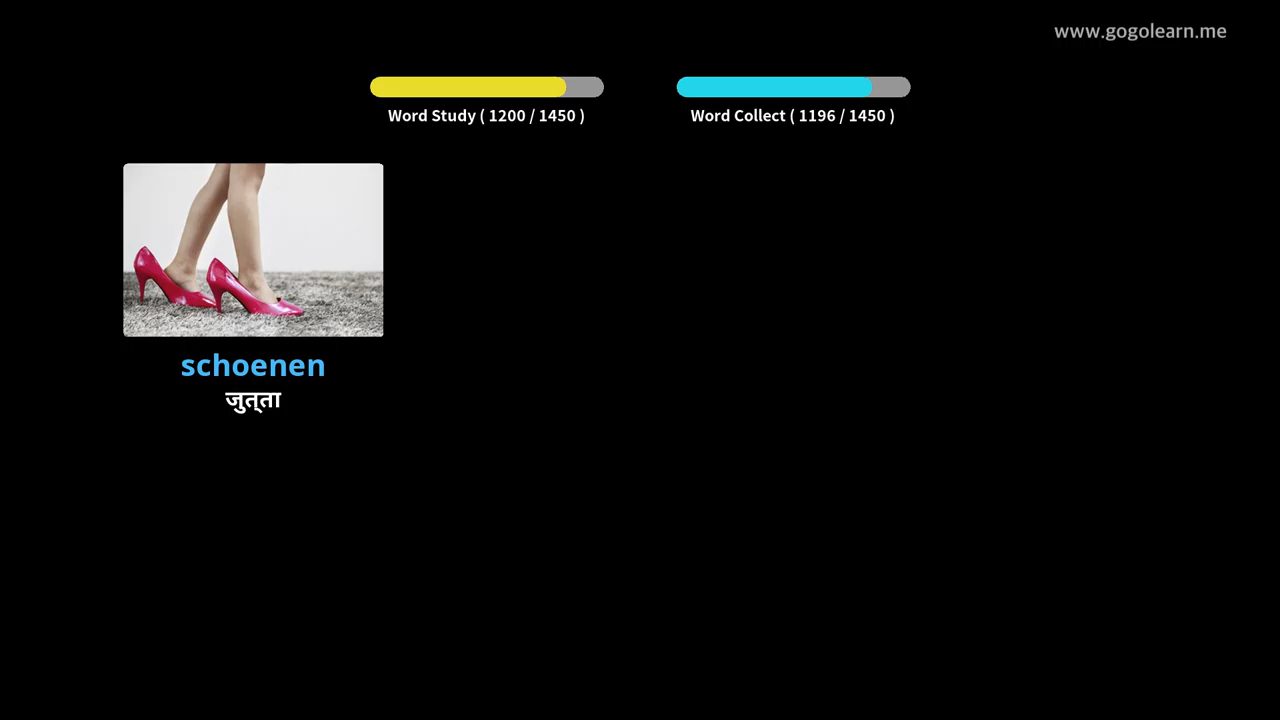 www.gogolearn.me
Word Study ( 1200 / 1450 )
Word Collect ( 1196 / 1450 )
schoenen
जुत्ता